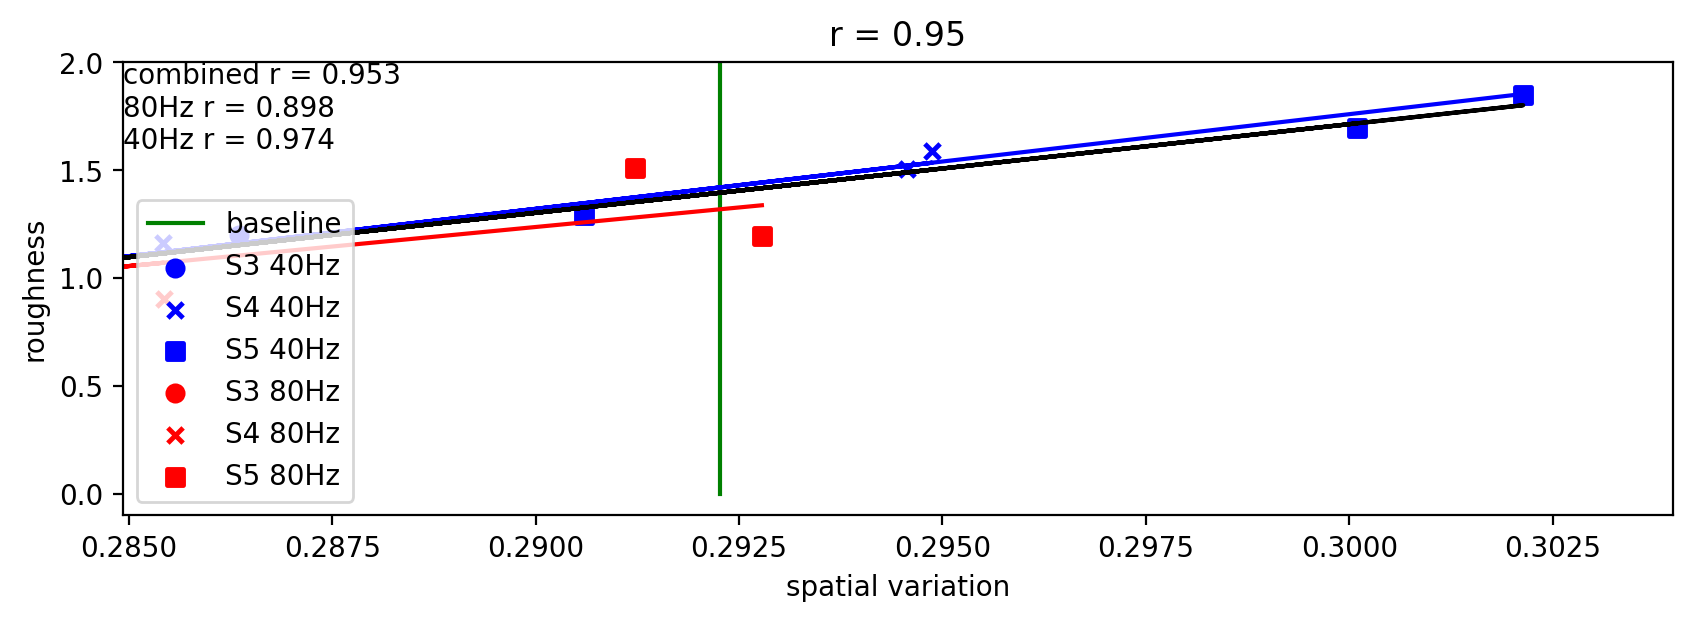 r = 0.95
2.0
combined r = 0.953
80Hz r = 0.898
40Hz r = 0.974
1.5
1.0
0.5
0.0
roughness
baseline
S3 40Hz
S4 40Hz
S5 40Hz
S3 80Hz
S4 80Hz
S5 80Hz
0.2850 0.2875 0.2900 0.2925 0.2950 0.2975 0.3000 0.3025
spatial variation